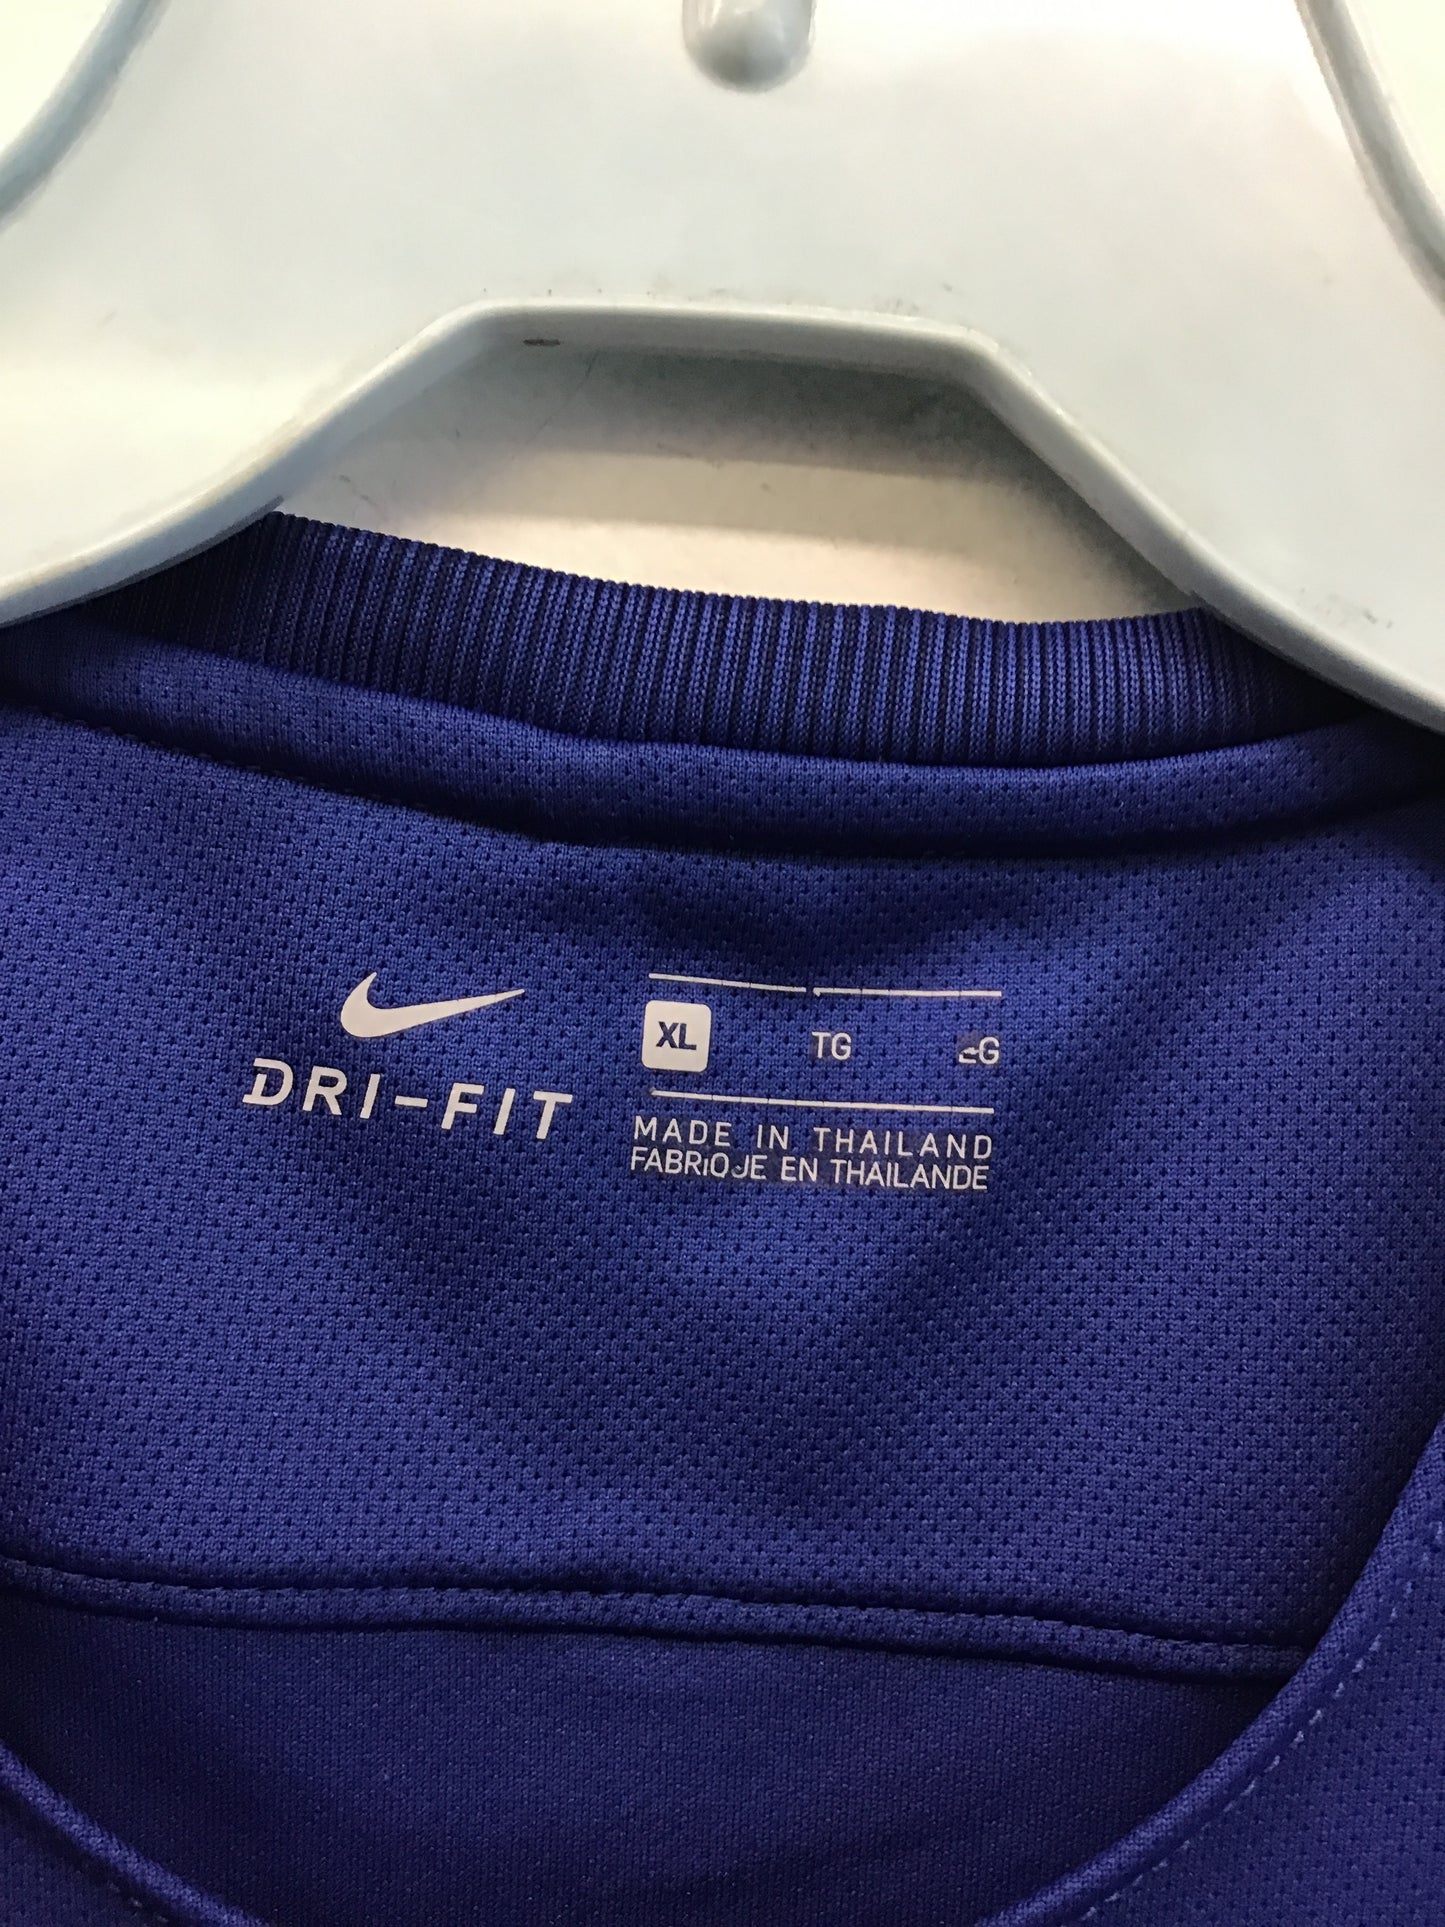 DRI-FIT
XL TG
MADE IN THAILAND
FABRIQUE EN THAILANDE